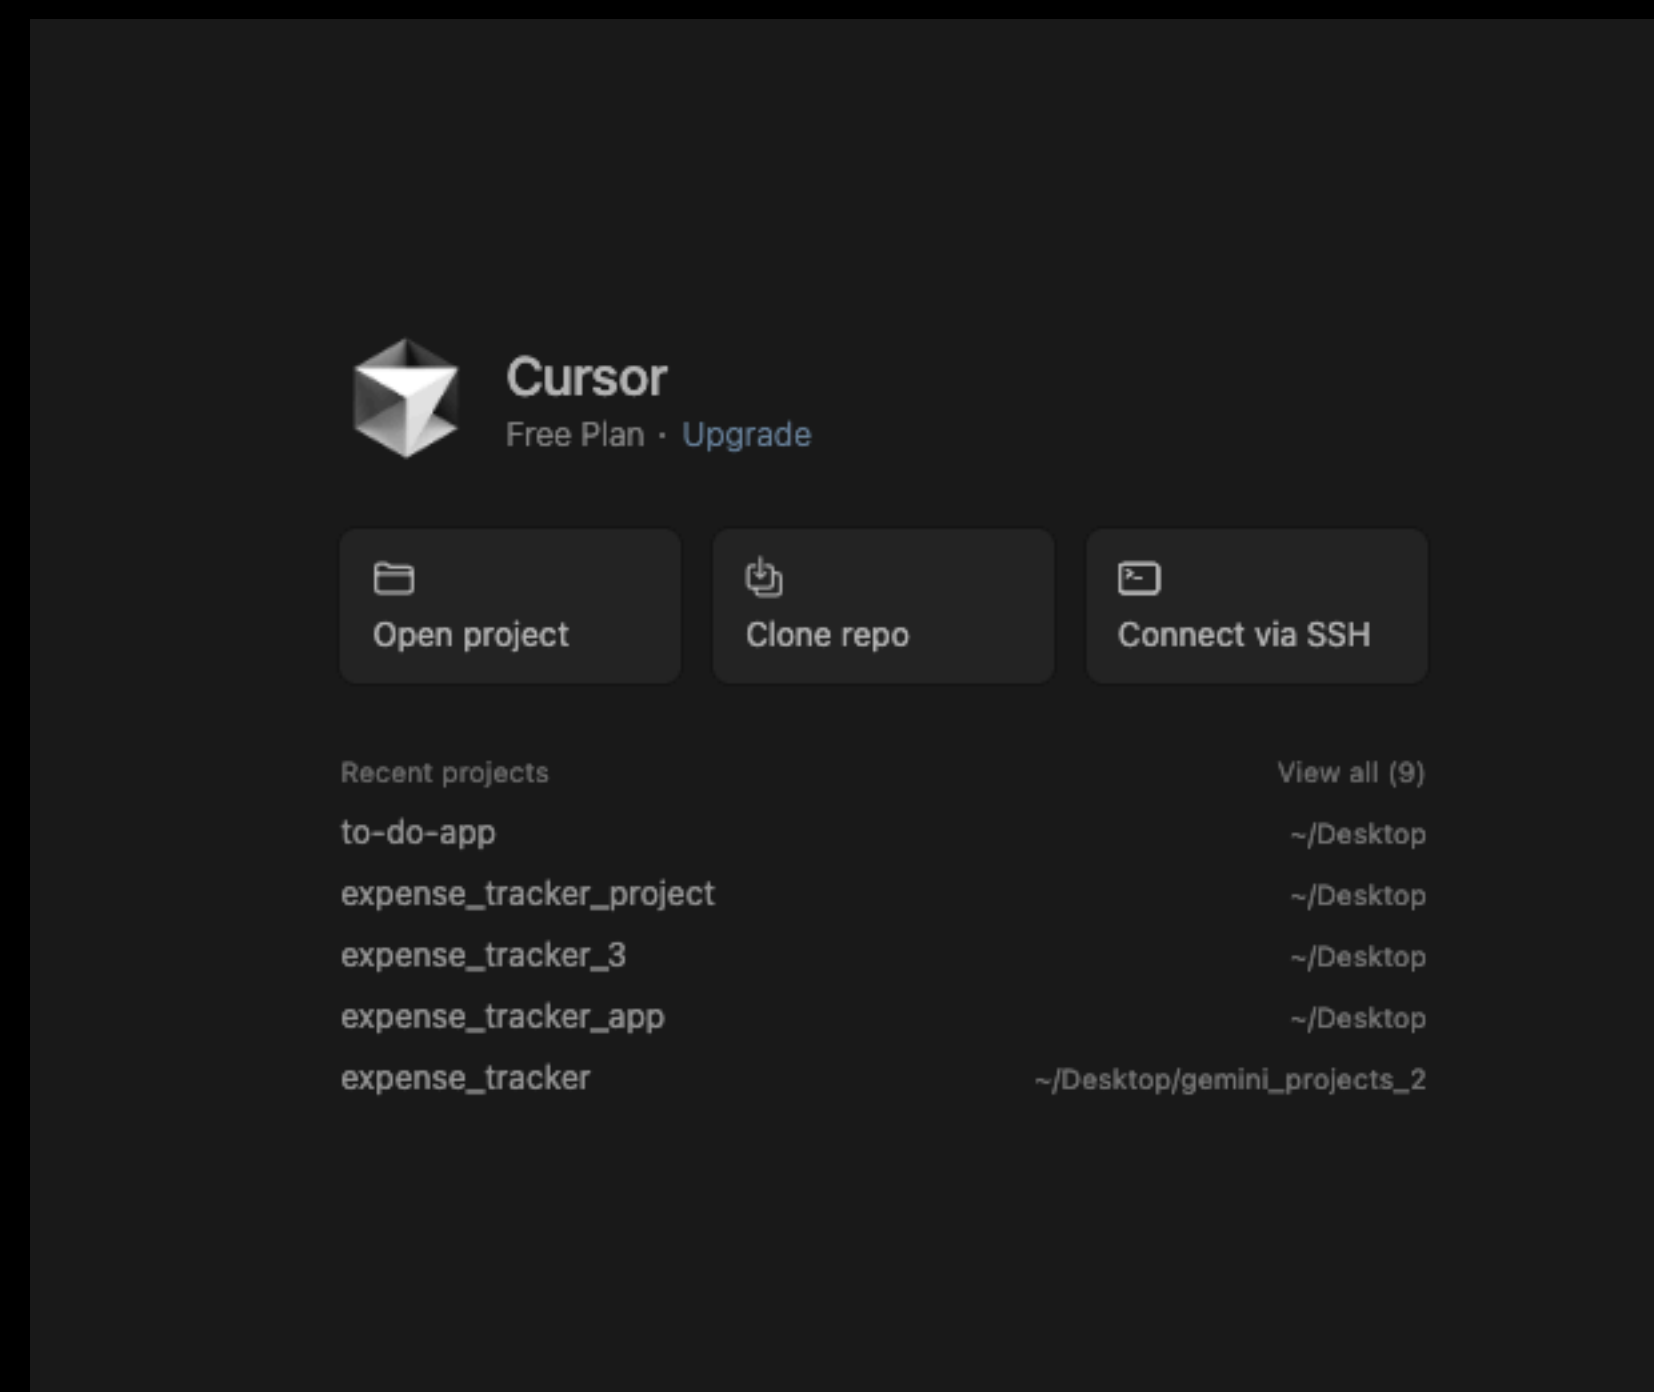 Cursor
Free Plan · Upgrade
Open project
Clone repo
Connect via SSH
Recent projects View all (9)
to-do-app ~/Desktop
expense_tracker_project ~/Desktop
expense_tracker_3 ~/Desktop
expense_tracker_app ~/Desktop
expense_tracker ~/Desktop/gemini_projects_2